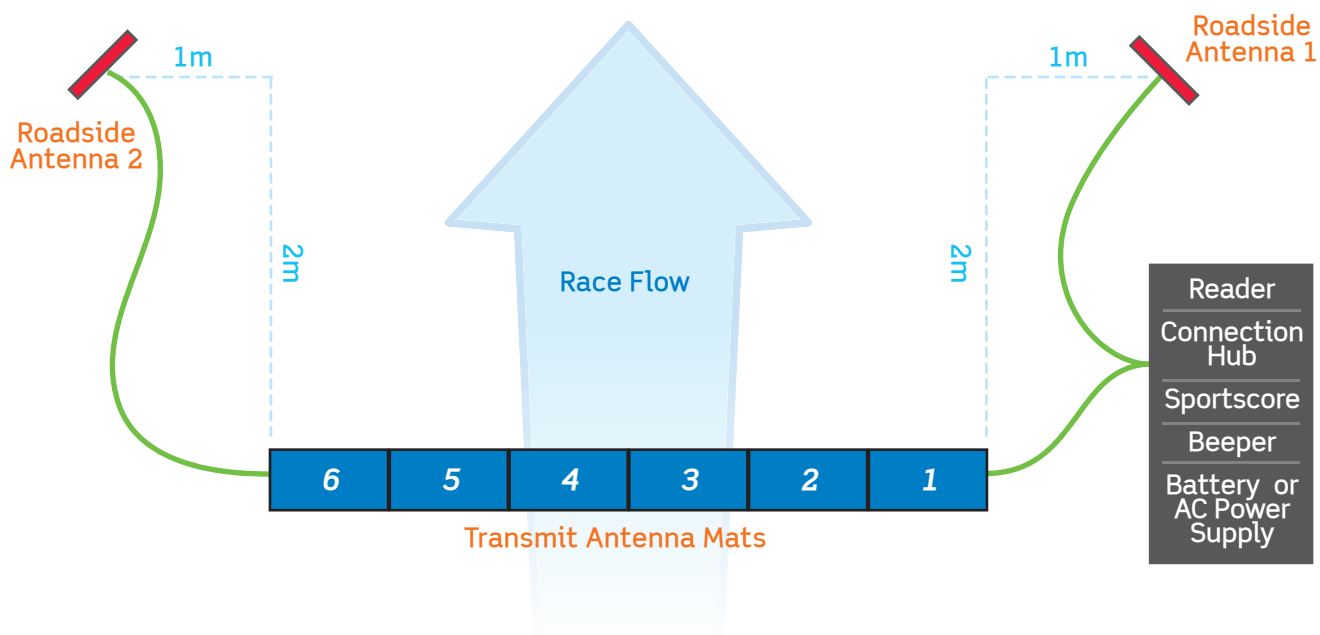 1m
1m
Roadside
Antenna 1
Roadside
Antenna 2
2m
2m
Race Flow
Reader
Connection
Hub
Sportscore
Beeper
Battery or
AC Power
Supply
6 5 4 3 2 1
Transmit Antenna Mats